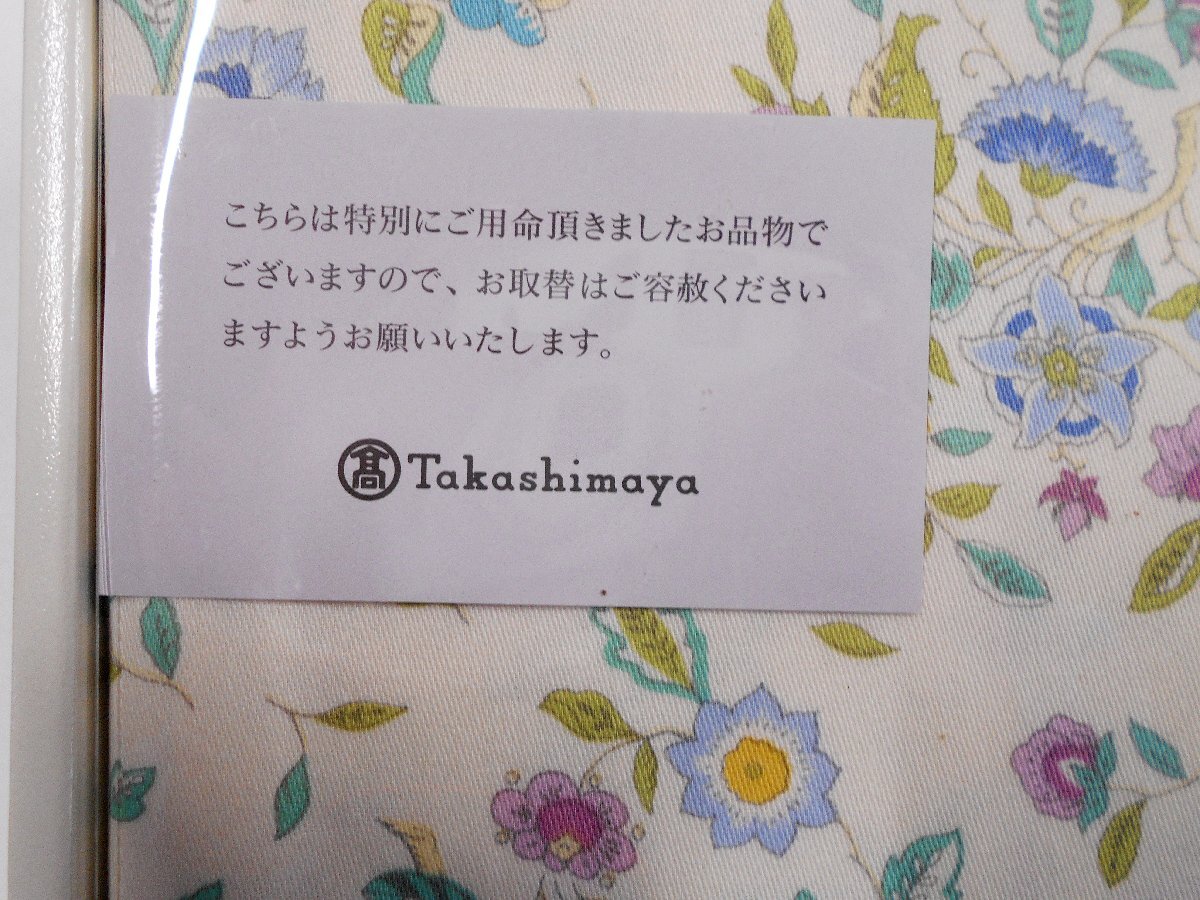 こちらは特別にご用命頂きましたお品物で
ございますので、お取替はご容赦ください
ますようお願いいたします。
髙 Takashimaya